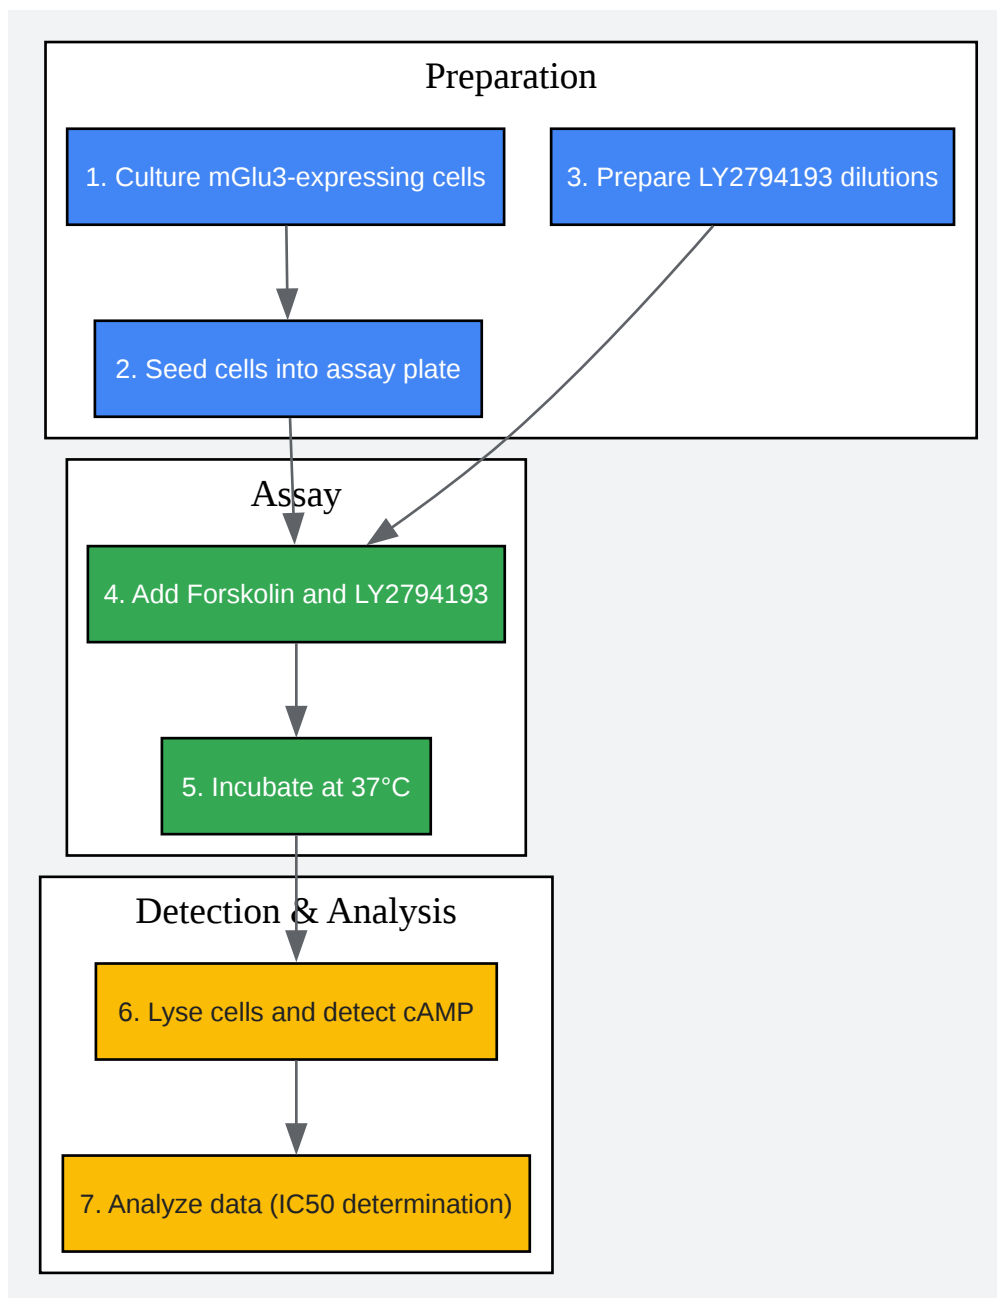 Preparation
1. Culture mGlu3-expressing cells
3. Prepare LY2794193 dilutions
2. Seed cells into assay plate
Assay
4. Add Forskolin and LY2794193
5. Incubate at 37°C
Detection & Analysis
6. Lyse cells and detect cAMP
7. Analyze data (IC50 determination)